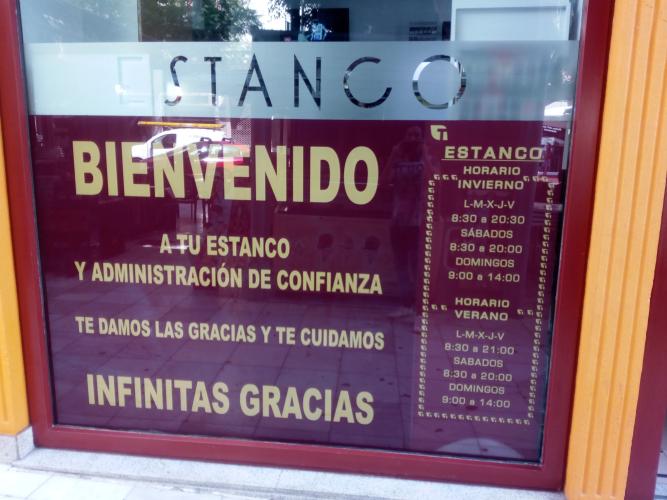 ESTANCO
BIENVENIDO
A TU ESTANCO
Y ADMINISTRACIÓN DE CONFIANZA
TE DAMOS LAS GRACIAS Y TE CUIDAMOS
INFINITAS GRACIAS
ESTANCO
HORARIO
INVIERNO
L-M-X-J-V
8:30 a 20:30
SÁBADOS
8:30 a 20:00
DOMINGOS
9:00 a 14:00
HORARIO
VERANO
L-M-X-J-V
8:30 a 21:00
SABADOS
8:30 a 20:00
DOMINGOS
9:00 a 14:00